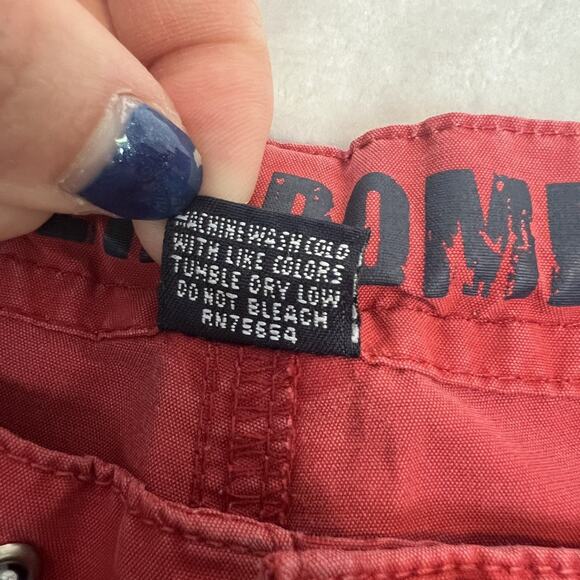 MACHINE WASH COLD
WITH LIKE COLORS
TUMBLE DRY LOW
DO NOT BLEACH
RN75654